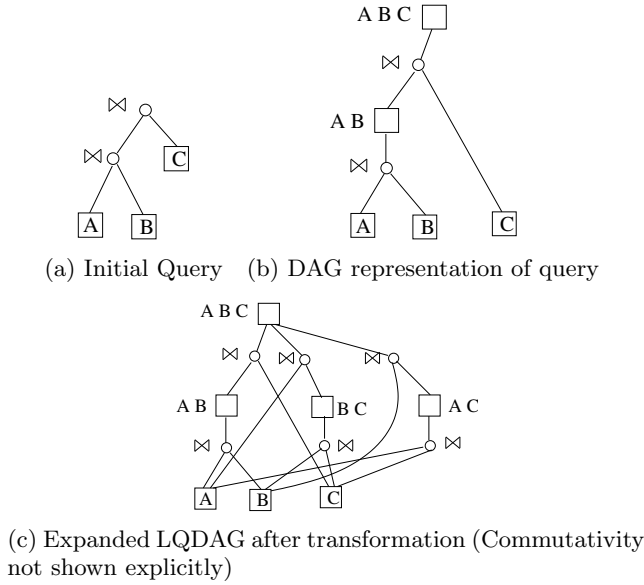 A B C
⋈
⋈
C
A B
⋈
A B
⋈
A B C
(a) Initial Query (b) DAG representation of query
A B C
⋈ ⋈ ⋈
A B B C A C
⋈ ⋈ ⋈
A B C
(c) Expanded LQDAG after transformation (Commutativity
not shown explicitly)